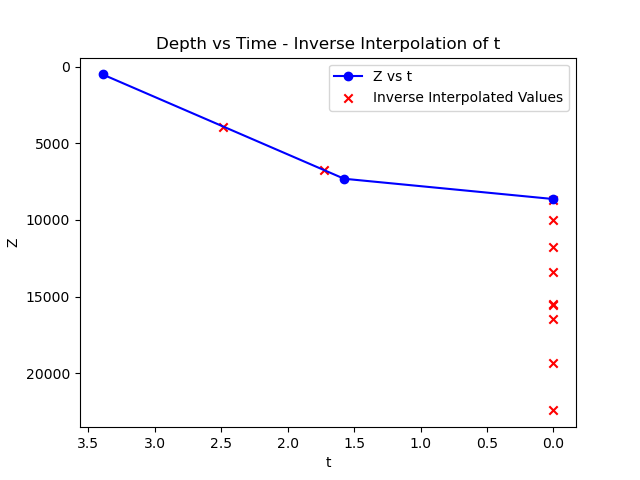 Depth vs Time - Inverse Interpolation of t
Z vs t
Inverse Interpolated Values
0
5000
10000
15000
20000
Z
3.5 3.0 2.5 2.0 1.5 1.0 0.5 0.0
t